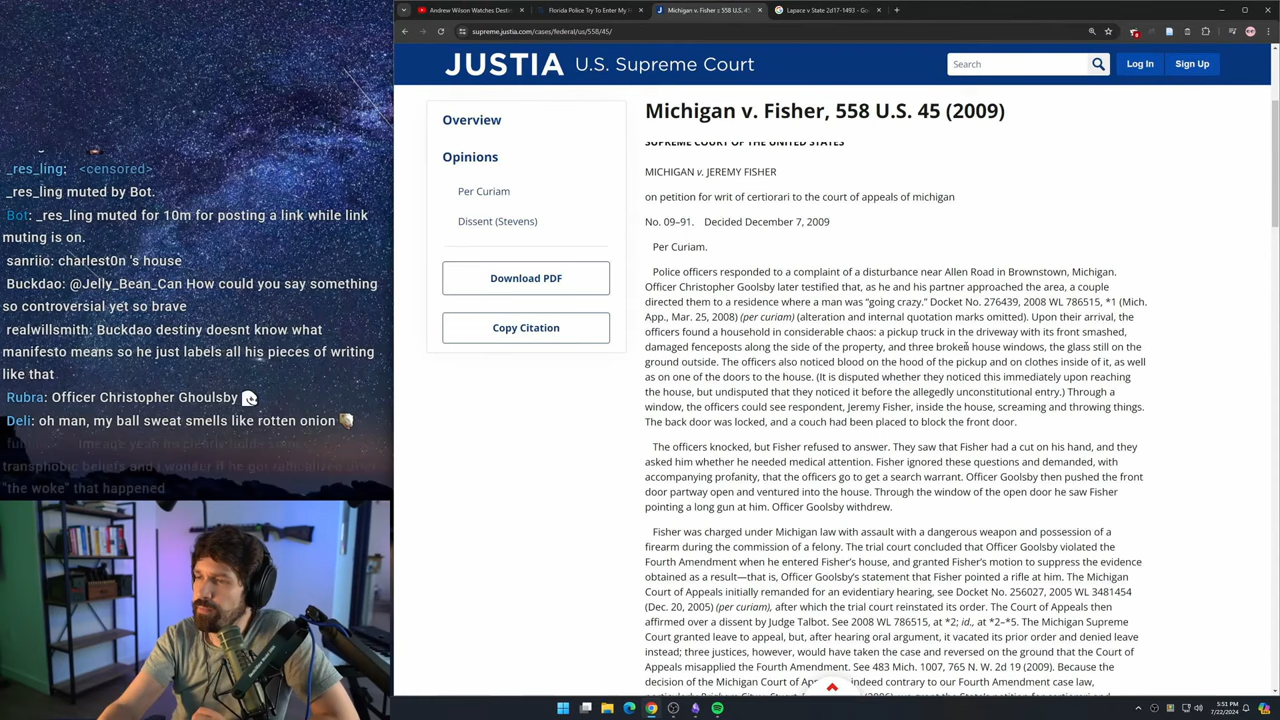 Andrew Wilson Watches Destin
Florida Police Try To Enter My H
Michigan v. Fisher :: 558 U.S. 45
Lapace v State 2d17-1493 - Go
supreme.justia.com/cases/federal/us/558/45/
JUSTIA U.S. Supreme Court
Search
Log In
Sign Up
Overview
Opinions
Per Curiam
Dissent (Stevens)
Download PDF
Copy Citation
Michigan v. Fisher, 558 U.S. 45 (2009)
SUPREME COURT OF THE UNITED STATES
MICHIGAN v. JEREMY FISHER
on petition for writ of certiorari to the court of appeals of michigan
No. 09–91. Decided December 7, 2009
Per Curiam.
Police officers responded to a complaint of a disturbance near Allen Road in Brownstown, Michigan.
Officer Christopher Goolsby later testified that, as he and his partner approached the area, a couple
directed them to a residence where a man was “going crazy.” Docket No. 276439, 2008 WL 786515, *1 (Mich.
App., Mar. 25, 2008) (per curiam) (alteration and internal quotation marks omitted). Upon their arrival, the
officers found a household in considerable chaos: a pickup truck in the driveway with its front smashed,
damaged fenceposts along the side of the property, and three broken house windows, the glass still on the
ground outside. The officers also noticed blood on the hood of the pickup and on clothes inside of it, as well
as on one of the doors to the house. (It is disputed whether they noticed this immediately upon reaching
the house, but undisputed that they noticed it before the allegedly unconstitutional entry.) Through a
window, the officers could see respondent, Jeremy Fisher, inside the house, screaming and throwing things.
The back door was locked, and a couch had been placed to block the front door.
The officers knocked, but Fisher refused to answer. They saw that Fisher had a cut on his hand, and they
asked him whether he needed medical attention. Fisher ignored these questions and demanded, with
accompanying profanity, that the officers go to get a search warrant. Officer Goolsby then pushed the front
door partway open and ventured into the house. Through the window of the open door he saw Fisher
pointing a long gun at him. Officer Goolsby withdrew.
Fisher was charged under Michigan law with assault with a dangerous weapon and possession of a
firearm during the commission of a felony. The trial court concluded that Officer Goolsby violated the
Fourth Amendment when he entered Fisher’s house, and granted Fisher’s motion to suppress the evidence
obtained as a result—that is, Officer Goolsby’s statement that Fisher pointed a rifle at him. The Michigan
Court of Appeals initially remanded for an evidentiary hearing, see Docket No. 256027, 2005 WL 3481454
(Dec. 20, 2005) (per curiam), after which the trial court reinstated its order. The Court of Appeals then
affirmed over a dissent by Judge Talbot. See 2008 WL 786515, at *2; id., at *2–*5. The Michigan Supreme
Court granted leave to appeal, but, after hearing oral argument, it vacated its prior order and denied leave
instead; three justices, however, would have taken the case and reversed on the ground that the Court of
Appeals misapplied the Fourth Amendment. See 483 Mich. 1007, 765 N. W. 2d 19 (2009). Because the
decision of the Michigan Court of App indeed contrary to our Fourth Amendment case law,
_res_ling: <censored>
_res_ling muted by Bot.
Bot: _res_ling muted for 10m for posting a link while link
muting is on.
sanriio: charlest0n 's house
Buckdao: @Jelly_Bean_Can How could you say something
so controversial yet so brave
realwillsmith: Buckdao destiny doesnt know what
manifesto means so he just labels all his pieces of writing
like that
Rubra: Officer Christopher Ghoulsby
Deli: oh man, my ball sweat smells like rotten onion
transphobic beliefs and i wonder if he got radicalized after
"the woke" that happened
5:51 PM
7/22/2024